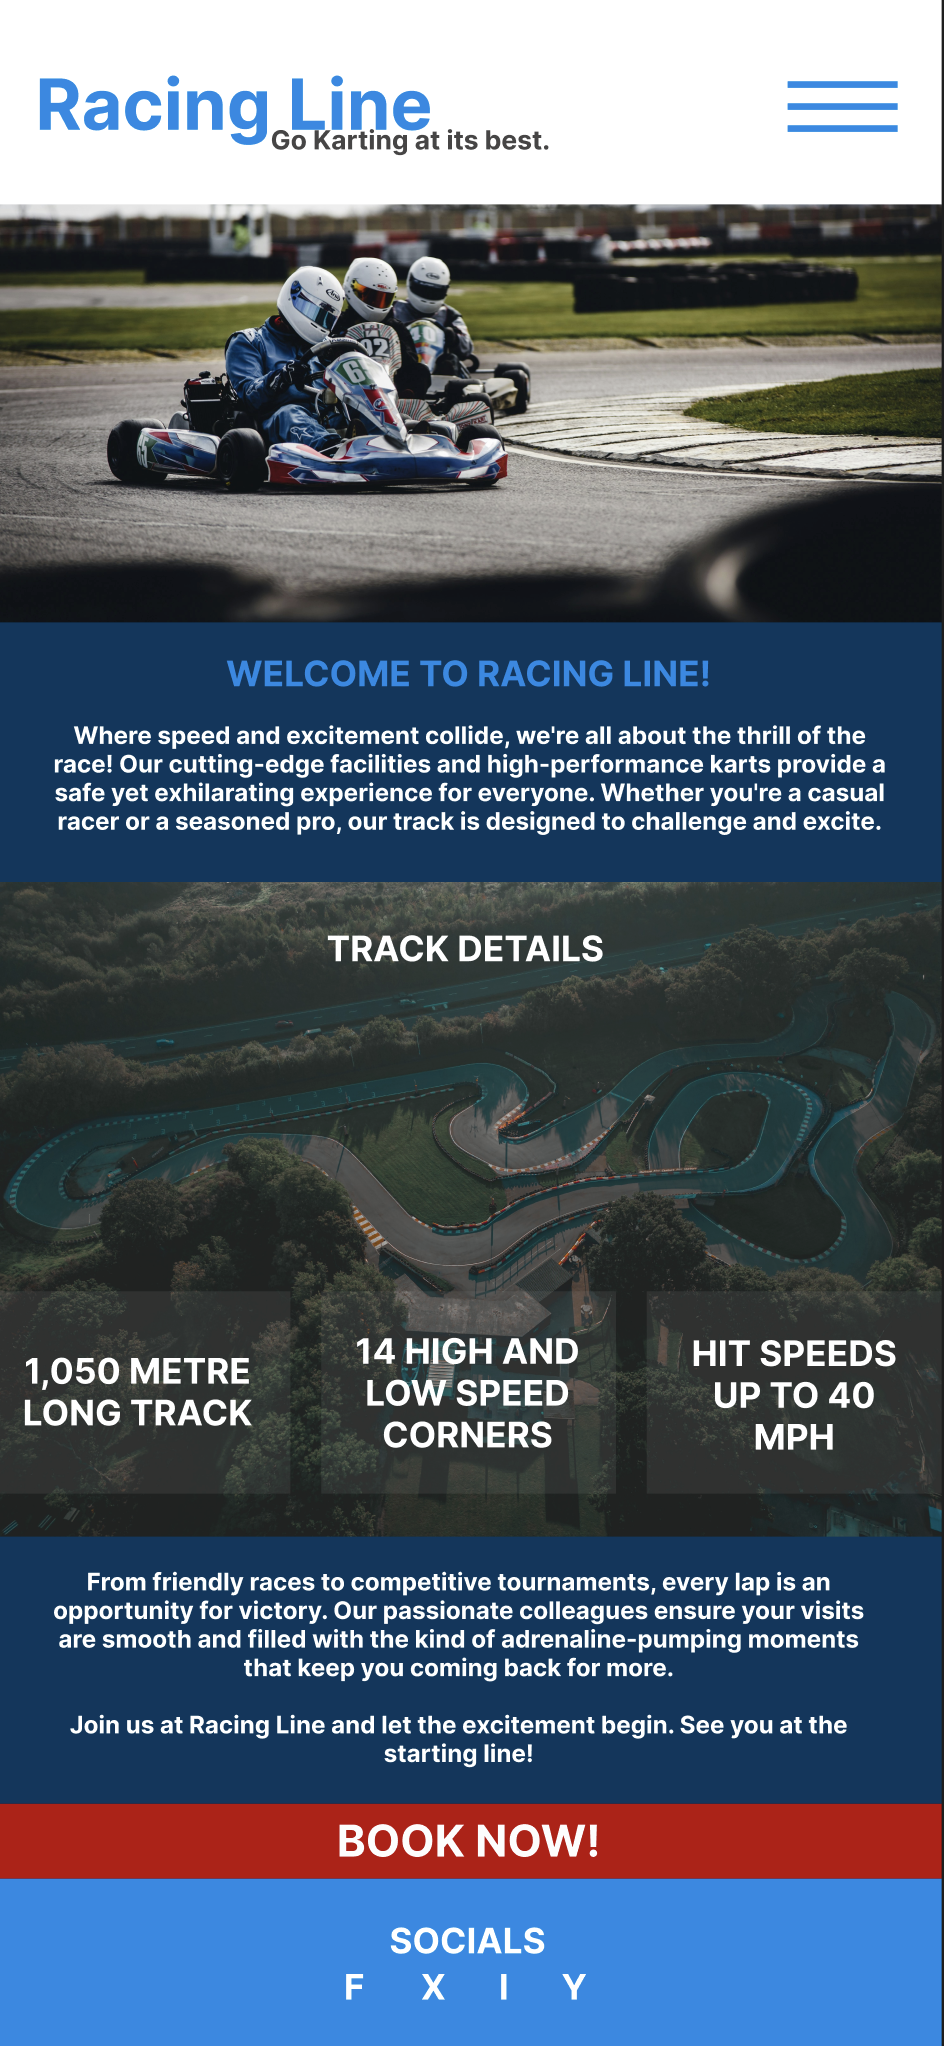 Racing Line
Go Karting at its best.
92
6
30
61
WELCOME TO RACING LINE!
Where speed and excitement collide, we're all about the thrill of the
race! Our cutting-edge facilities and high-performance karts provide a
safe yet exhilarating experience for everyone. Whether you're a casual
racer or a seasoned pro, our track is designed to challenge and excite.
TRACK DETAILS
1,050 METRE
LONG TRACK
14 HIGH AND
LOW SPEED
CORNERS
HIT SPEEDS
UP TO 40
MPH
From friendly races to competitive tournaments, every lap is an
opportunity for victory. Our passionate colleagues ensure your visits
are smooth and filled with the kind of adrenaline-pumping moments
that keep you coming back for more.
Join us at Racing Line and let the excitement begin. See you at the
starting line!
BOOK NOW!
SOCIALS
F X I Y